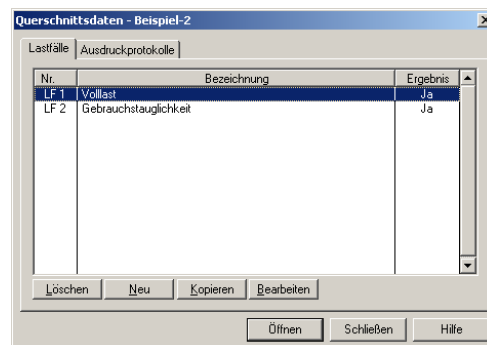 Querschnittsdaten - Beispiel-2
Lastfälle Ausdruckprotokolle
Nr. Bezeichnung Ergebnis
LF 1 Volllast Ja
LF 2 Gebrauchstauglichkeit Ja
Löschen Neu Kopieren Bearbeiten
Öffnen Schließen Hilfe